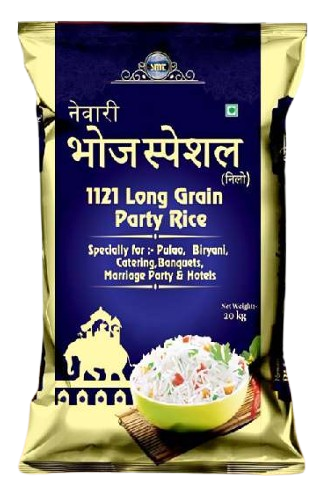 SMT
नेवारी
भोजस्पेशल
(निलो)
1121 Long Grain
Party Rice
Specially for :- Pulao, Biryani,
Catering,Banquets,
Marriage Party & Hotels
Net Weight:-
20 kg